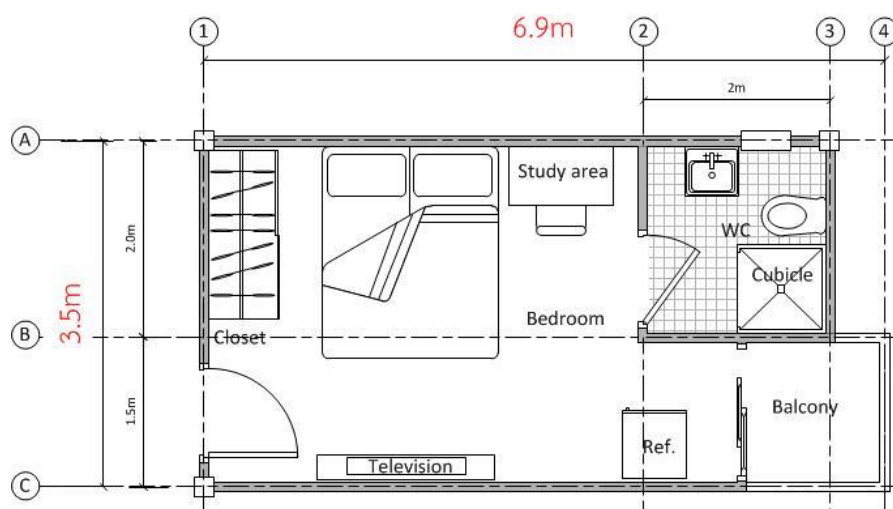 1
6.9m
2
3
4
2m
A
Study area
WC
2.0m
Cubicle
3.5m
Bedroom
B
Closet
1.5m
Balcony
Ref.
Television
C